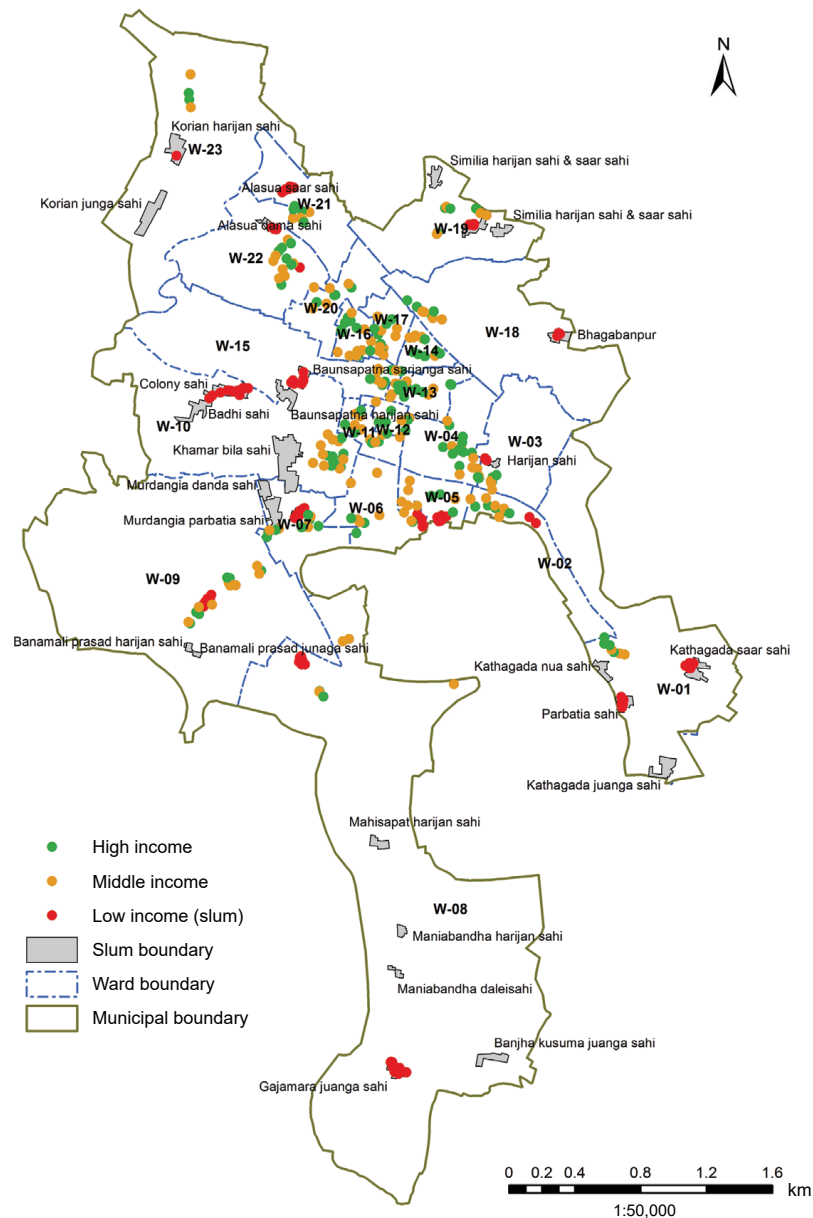 N
Korian harijan sahi
W-23
Similia harijan sahi & saar sahi
Alasua saar sahi
Korian junga sahi
W-21
Similia harijan sahi & saar sahi
Alasua dama sahi
W-19
W-22
W-20
W-17
W-16
W-18
Bhagabanpur
W-15
W-14
Baunsapatna sarianga sahi
Colony sahi
W-13
Badhi sahi
Baunsapatna harijan sahi
W-10
W-11
W-12
W-04
W-03
Khamar bila sahi
Harijan sahi
Murdangia danda sahi
W-05
W-06
Murdangia parbatia sahi
W-07
W-02
W-09
Banamali prasad harijan sahi
Banamali prasad junaga sahi
Kathagada saar sahi
Kathagada nua sahi
W-01
Parbatia sahi
Kathagada juanga sahi
Mahisapat harijan sahi
High income
Middle income
Low income (slum)
Slum boundary
Ward boundary
Municipal boundary
W-08
Maniabandha harijan sahi
Maniabandha daleisahi
Banjha kusuma juanga sahi
Gajamara juanga sahi
0 0.2 0.4 0.8 1.2 1.6
km
1:50,000